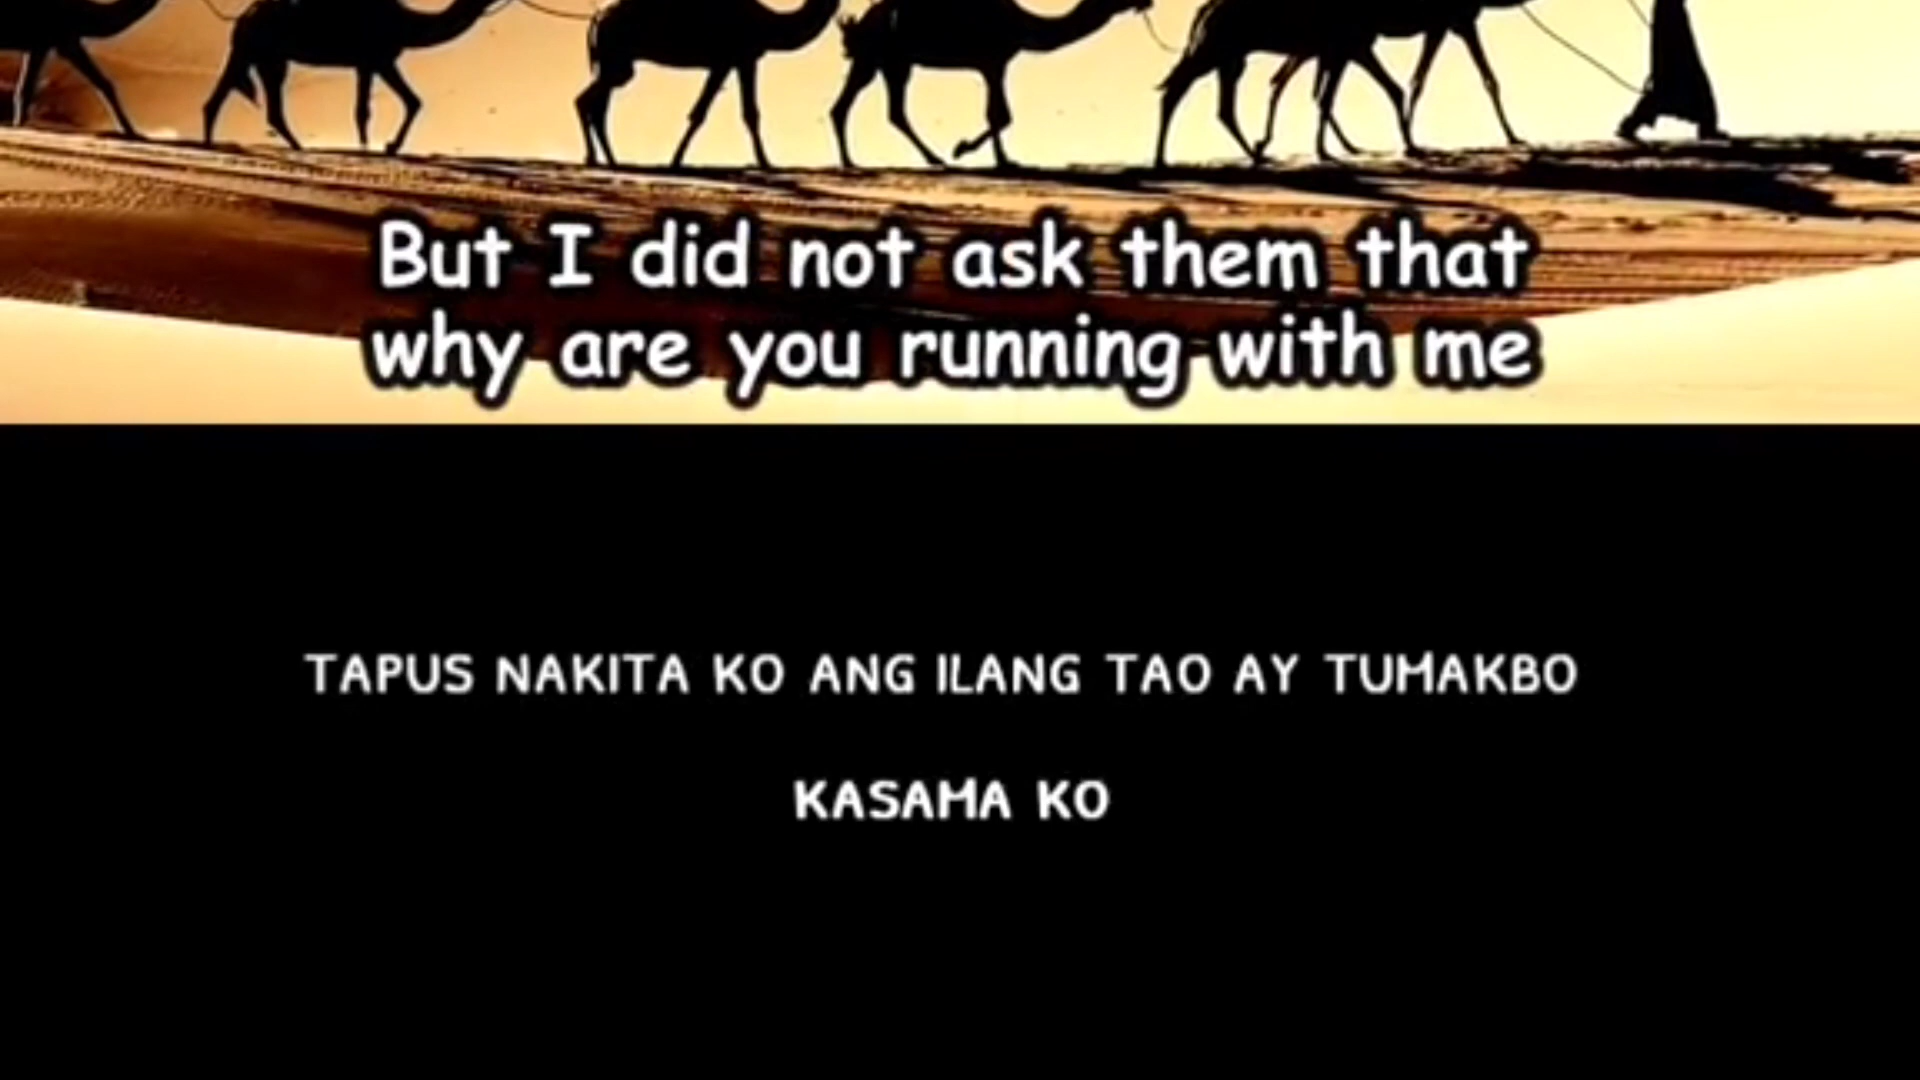 But I did not ask them that
why are you running with me
TAPUS NAKITA KO ANG ILANG TAO AY TUMAKBO
KASAMA KO